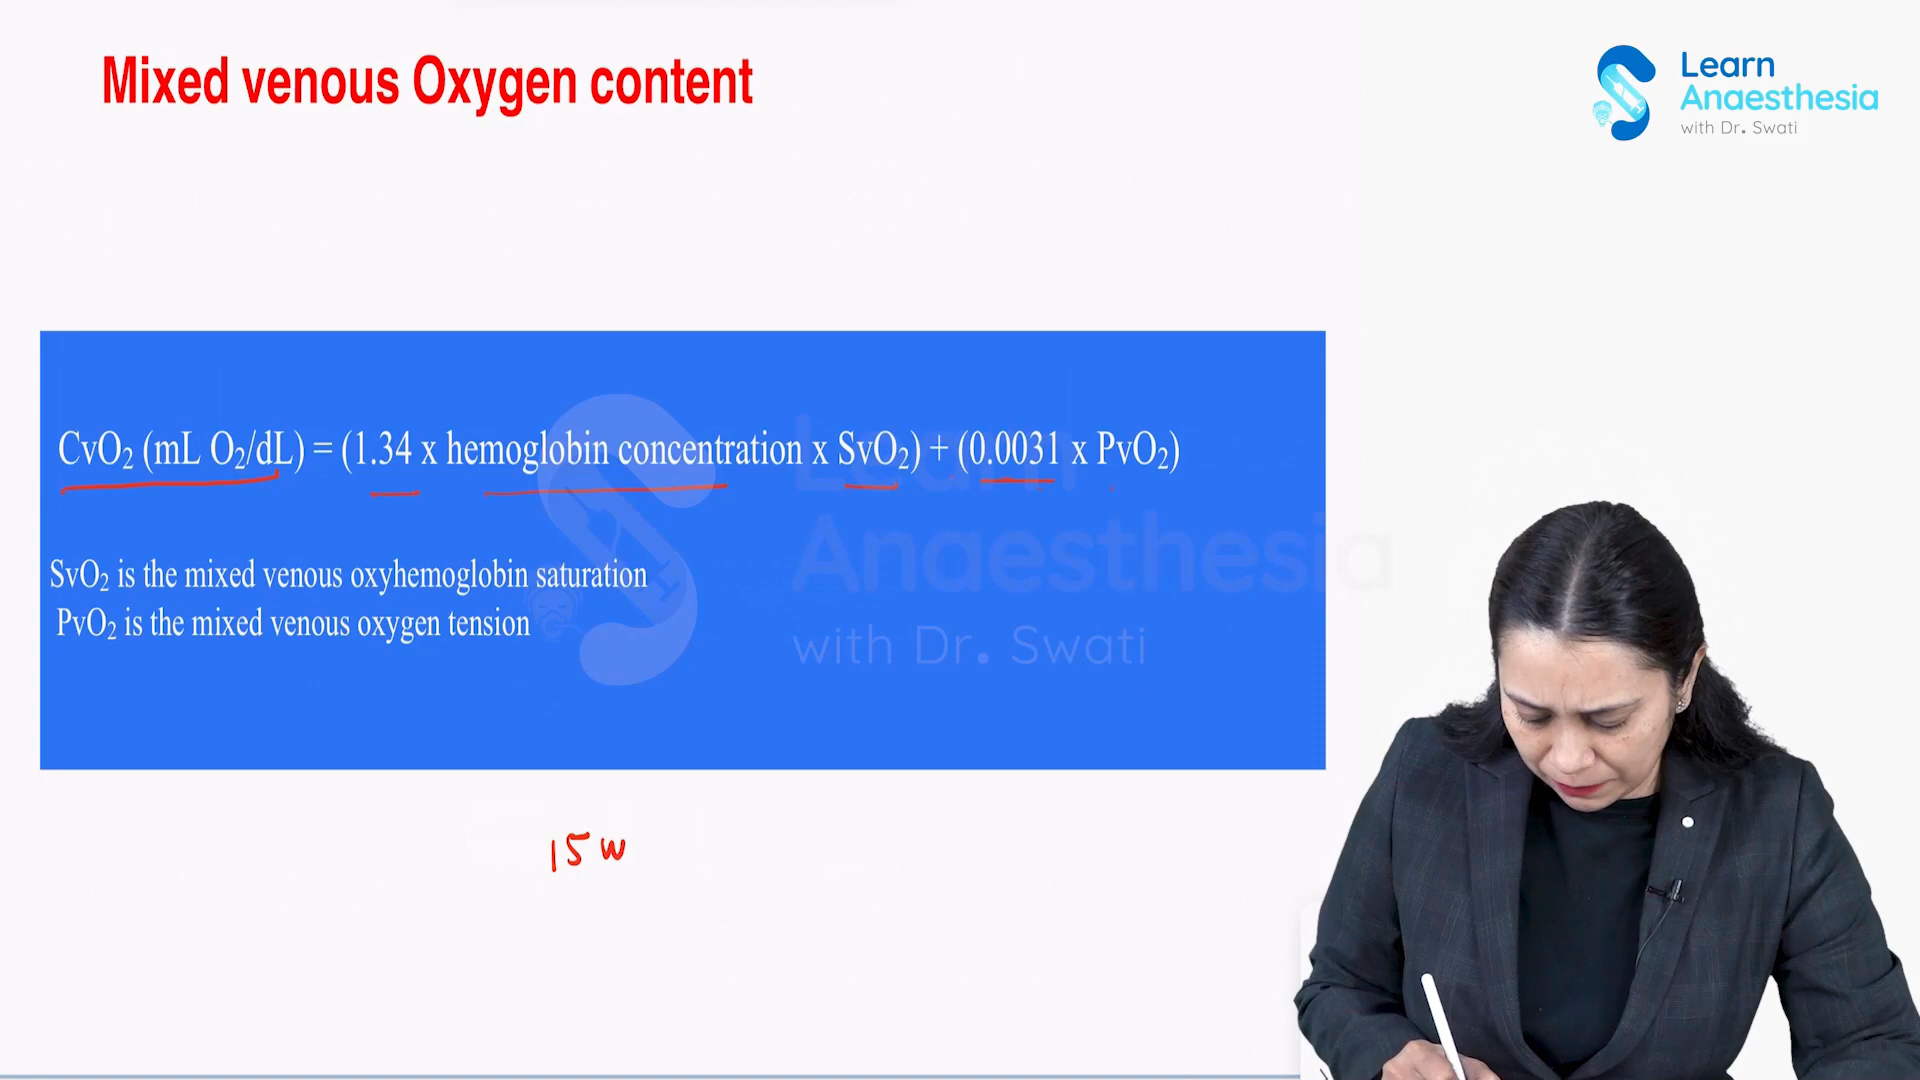 Mixed venous Oxygen content
Learn
Anaesthesia
with Dr. Swati
CvO₂ (mL O₂/dL) = (1.34 x hemoglobin concentration x SvO₂) + (0.0031 x PvO₂)
SvO₂ is the mixed venous oxyhemoglobin saturation
PvO₂ is the mixed venous oxygen tension
Learn
Anaesthesia
with Dr. Swati
15 w